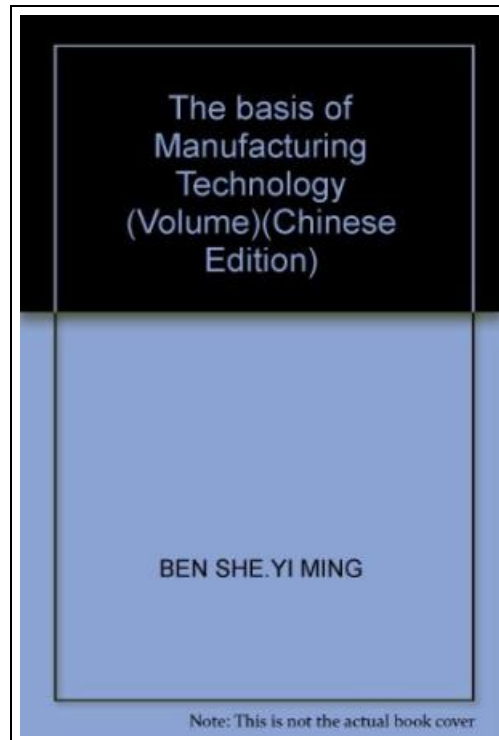 The basis of
Manufacturing
Technology
(Volume)(Chinese
Edition)
BEN SHE.YI MING
Note: This is not the actual book cover